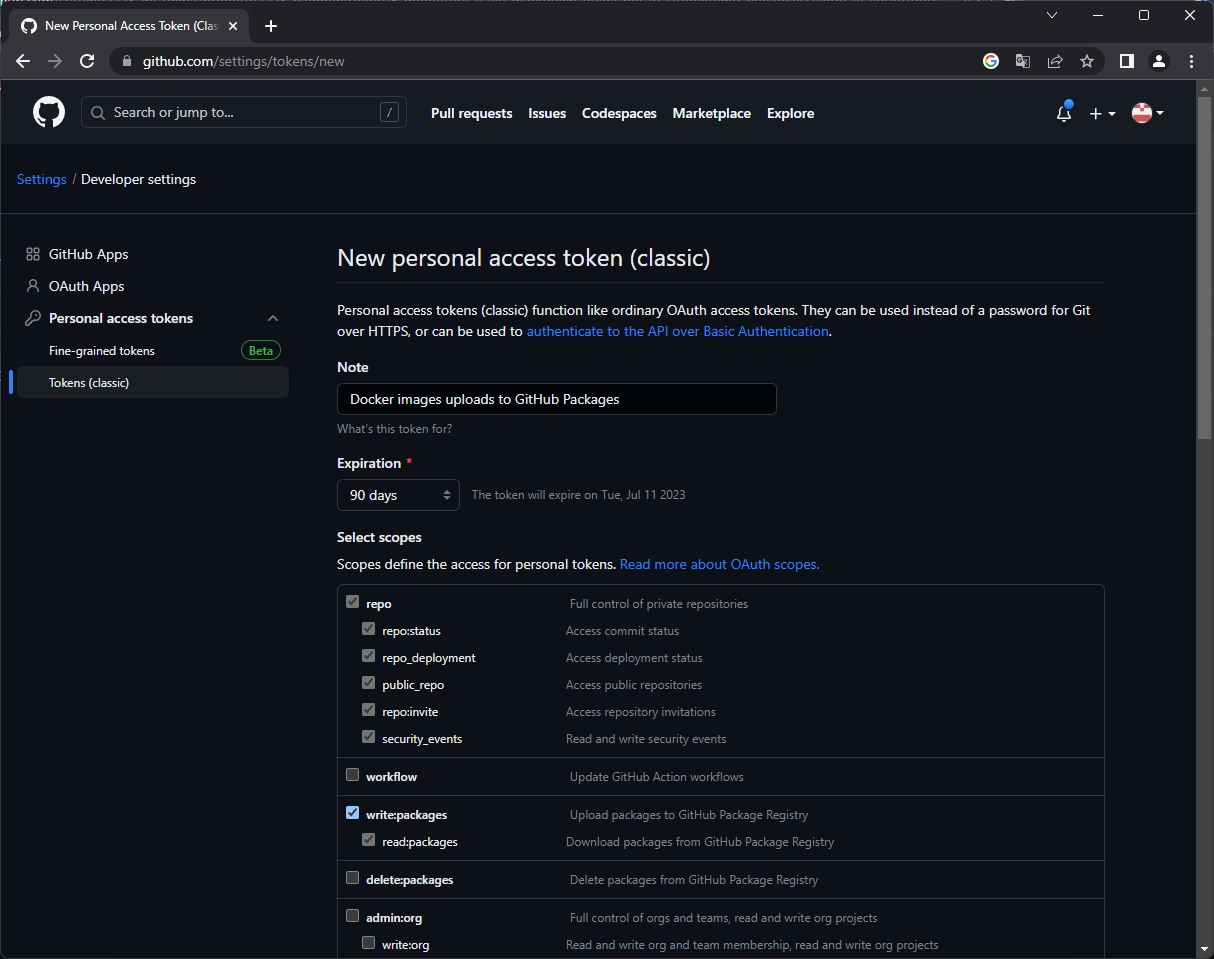 New Personal Access Token (Clas
github.com/settings/tokens/new
Search or jump to...
/
Pull requests
Issues
Codespaces
Marketplace
Explore
Settings / Developer settings
GitHub Apps
OAuth Apps
Personal access tokens
Fine-grained tokens
Beta
Tokens (classic)
New personal access token (classic)
Personal access tokens (classic) function like ordinary OAuth access tokens. They can be used instead of a password for Git
over HTTPS, or can be used to authenticate to the API over Basic Authentication.
Note
Docker images uploads to GitHub Packages
What's this token for?
Expiration *
90 days
The token will expire on Tue, Jul 11 2023
Select scopes
Scopes define the access for personal tokens. Read more about OAuth scopes.
repo Full control of private repositories
repo:status Access commit status
repo_deployment Access deployment status
public_repo Access public repositories
repo:invite Access repository invitations
security_events Read and write security events
workflow Update GitHub Action workflows
write:packages Upload packages to GitHub Package Registry
read:packages Download packages from GitHub Package Registry
delete:packages Delete packages from GitHub Package Registry
admin:org Full control of orgs and teams, read and write org projects
write:org Read and write org and team membership, read and write org projects